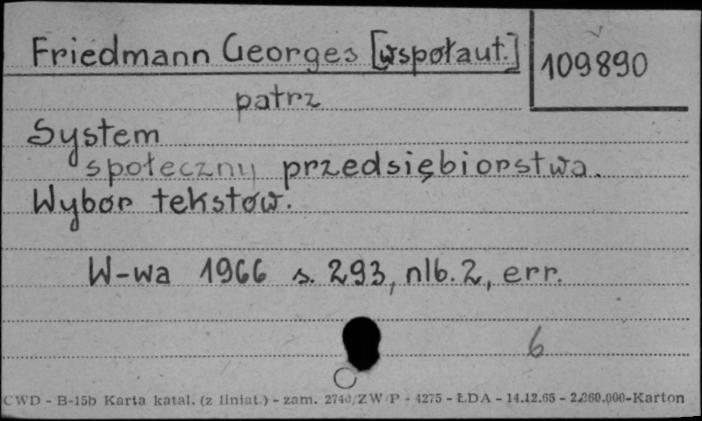 Friedmann Georges [wspołaut.]
109890
patrz
System
społeczny przedsiębiorstwa.
Wybór tekstów.
W-wa 1966 s. 293, nlb. 2, err.
6
CWD - B-15b Karta katal. (z liniat.) - zam. 2740/ZW/P - 4275 - ŁDA - 14.12.65 - 2.260.000-Karton